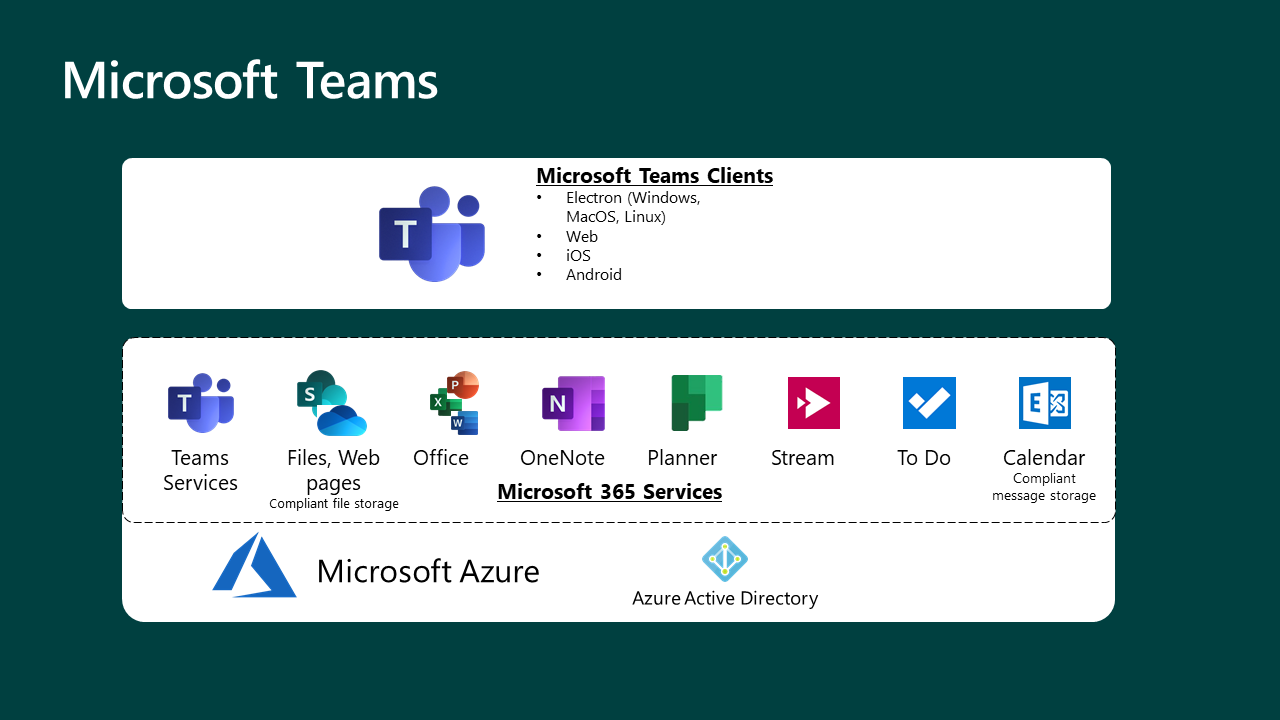 Microsoft Teams
Microsoft Teams Clients
• Electron (Windows,
MacOS, Linux)
• Web
• iOS
• Android
T
T
S
P
X
W
N
E
Teams
Services
Files, Web
pages
Compliant file storage
Office
OneNote
Planner
Stream
To Do
Calendar
Compliant
message storage
Microsoft 365 Services
Microsoft Azure
Azure Active Directory